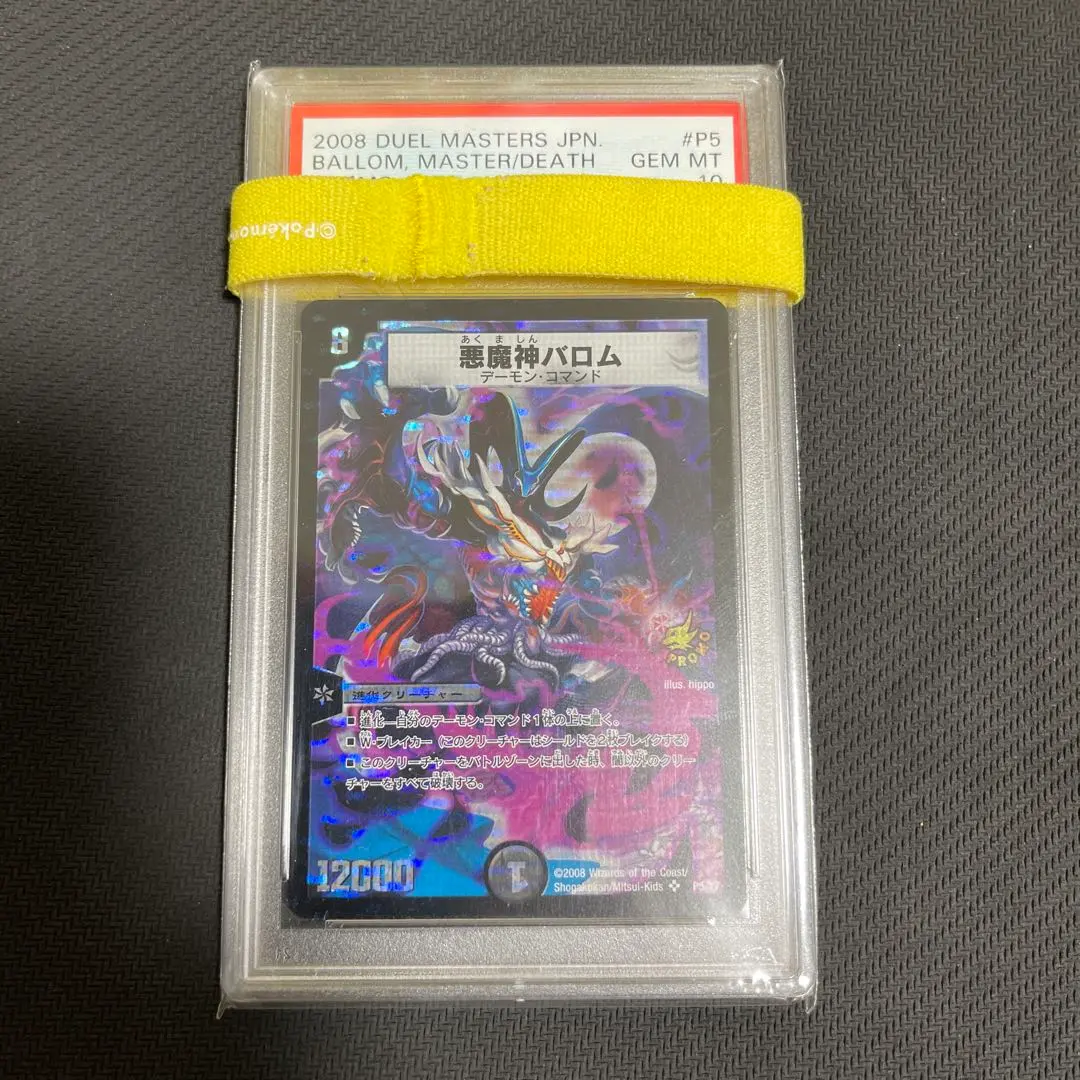 2008 DUEL MASTERS JPN. #P5
BALLOM, MASTER/DEATH GEM MT
10
©Pokémon
8
あくましん
悪魔神バロム
デーモン・コマンド
PROMO
illus. hippo
進化クリーチャー
■ 進化―自分のデーモン・コマンド1体の上に置く。
■ W・ブレイカー (このクリーチャーはシールドを2枚ブレイクする)
■ このクリーチャーをバトルゾーンに出した時、闇以外のクリー
チャーをすべて破壊する。
12000
©2008 Wizards of the Coast/
Shogakukan/Mitsui-Kids